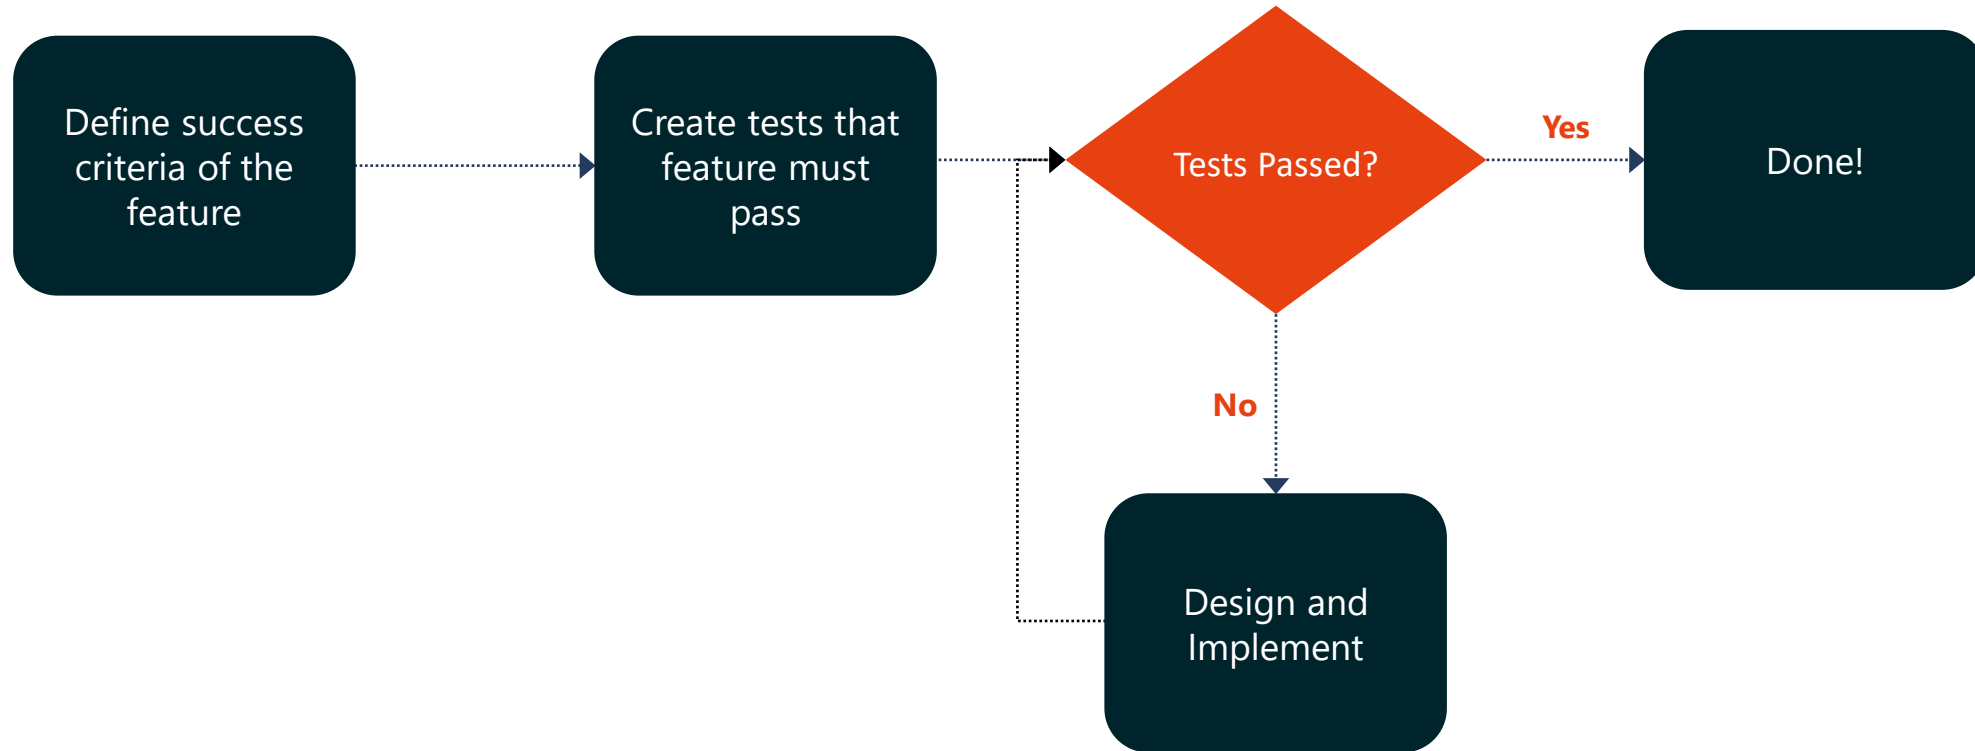 Define success
criteria of the
feature
Create tests that
feature must
pass
Tests Passed?
Yes
Done!
No
Design and
Implement